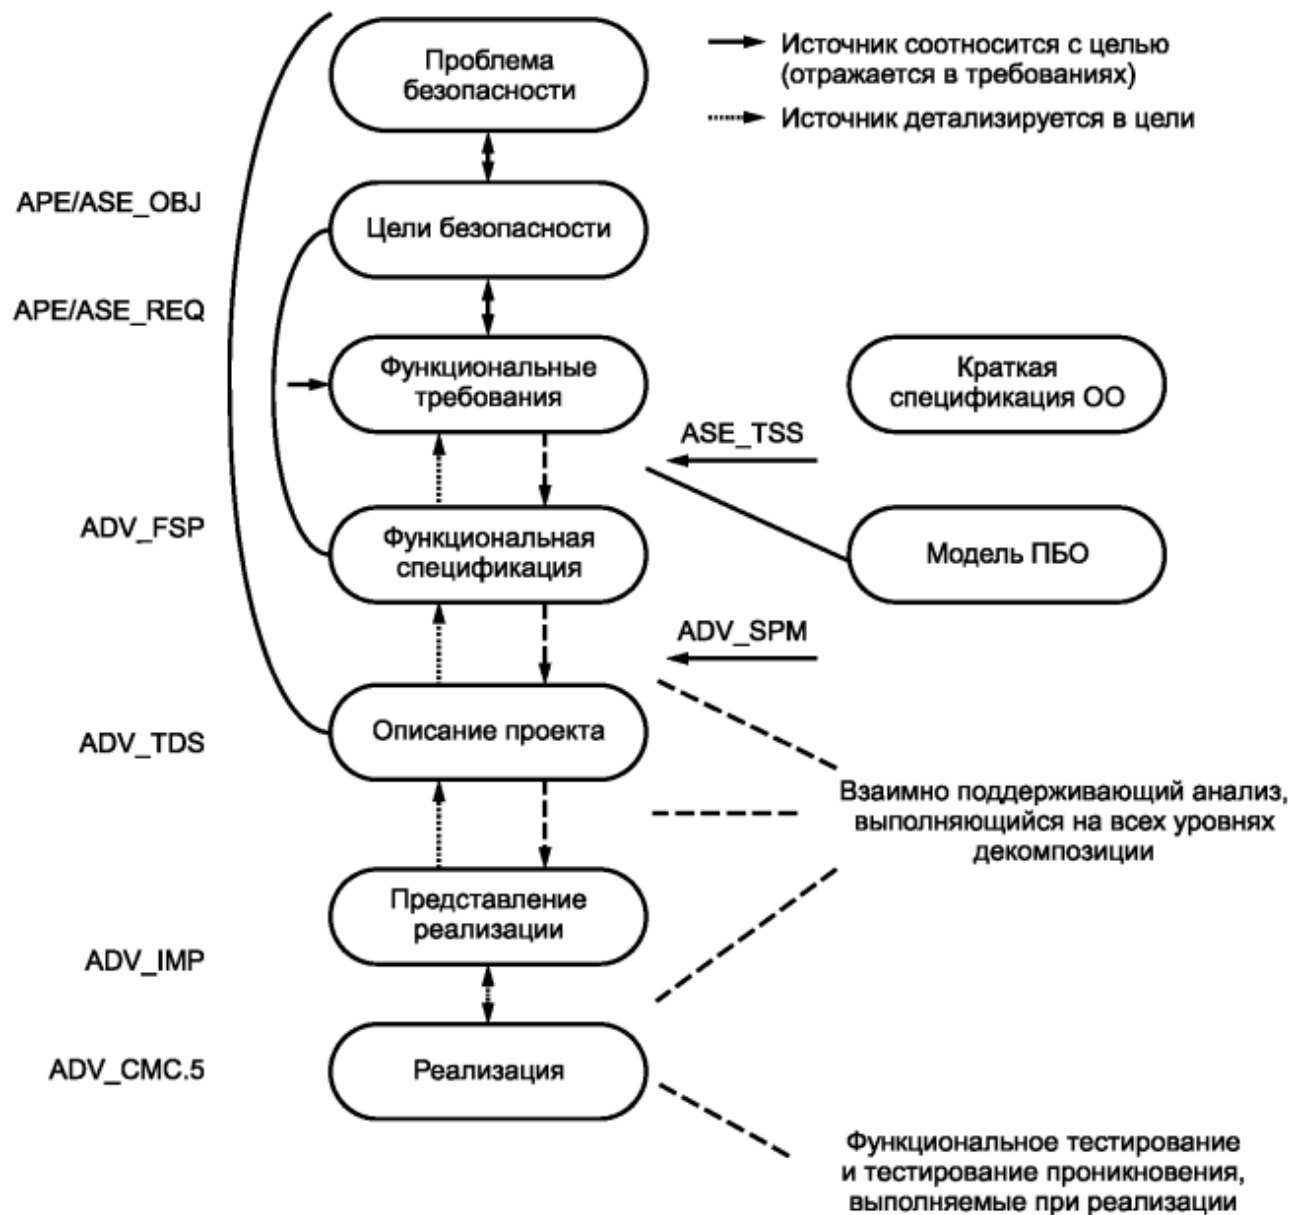 Проблема
безопасности
Источник соотносится с целью
(отражается в требованиях)
Источник детализируется в цели
APE/ASE_OBJ
Цели безопасности
APE/ASE_REQ
Функциональные
требования
Краткая
спецификация ОО
ASE_TSS
ADV_FSP
Функциональная
спецификация
Модель ПБО
ADV_SPM
ADV_TDS
Описание проекта
Взаимно поддерживающий анализ,
выполняющийся на всех уровнях
декомпозиции
Представление
реализации
ADV_IMP
ADV_CMC.5
Реализация
Функциональное тестирование
и тестирование проникновения,
выполняемые при реализации